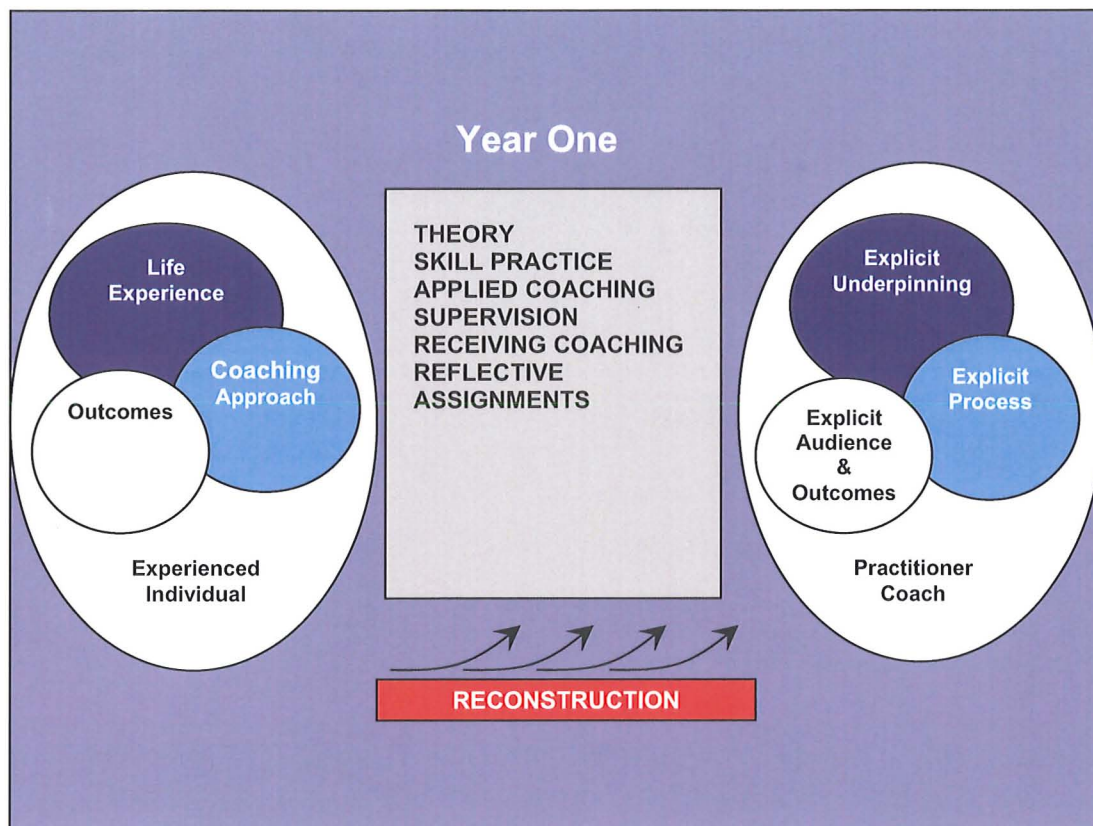 Year One
Life
Experience
Coaching
Approach
Outcomes
Experienced
Individual
THEORY
SKILL PRACTICE
APPLIED COACHING
SUPERVISION
RECEIVING COACHING
REFLECTIVE
ASSIGNMENTS
Explicit
Underpinning
Explicit
Process
Explicit
Audience
&
Outcomes
Practitioner
Coach
RECONSTRUCTION